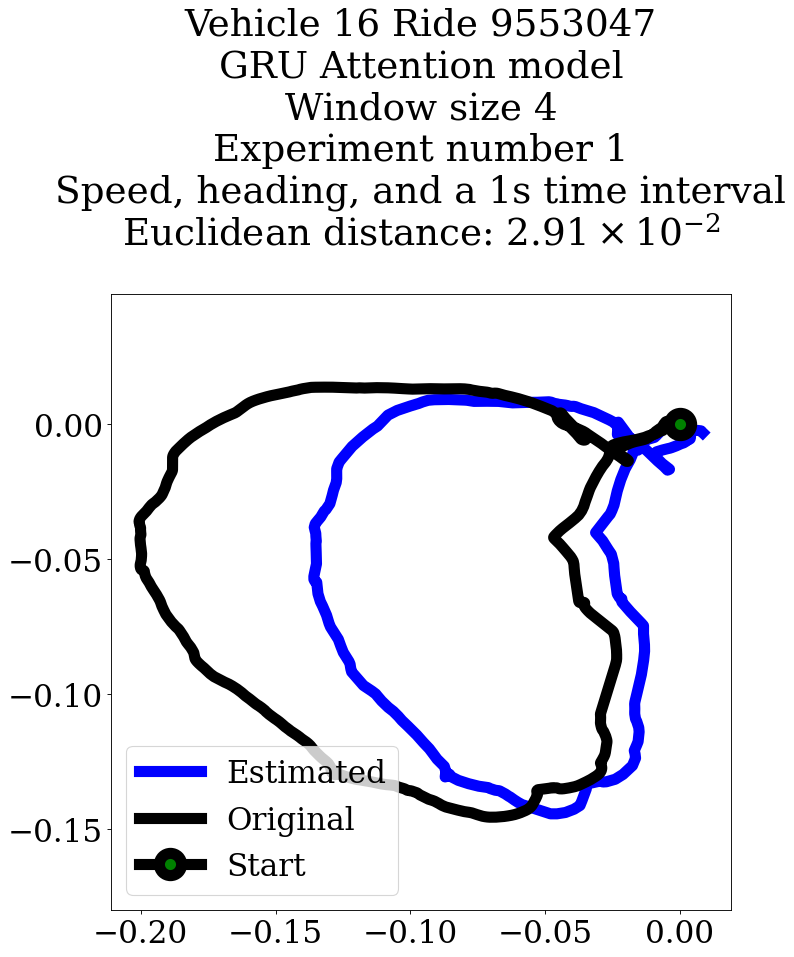 Vehicle 16 Ride 9553047
GRU Attention model
Window size 4
Experiment number 1
Speed, heading, and a 1s time interval
Euclidean distance: 2.91 × 10⁻²
0.00
−0.05
−0.10
−0.15
Estimated
Original
Start
−0.20 −0.15 −0.10 −0.05 0.00